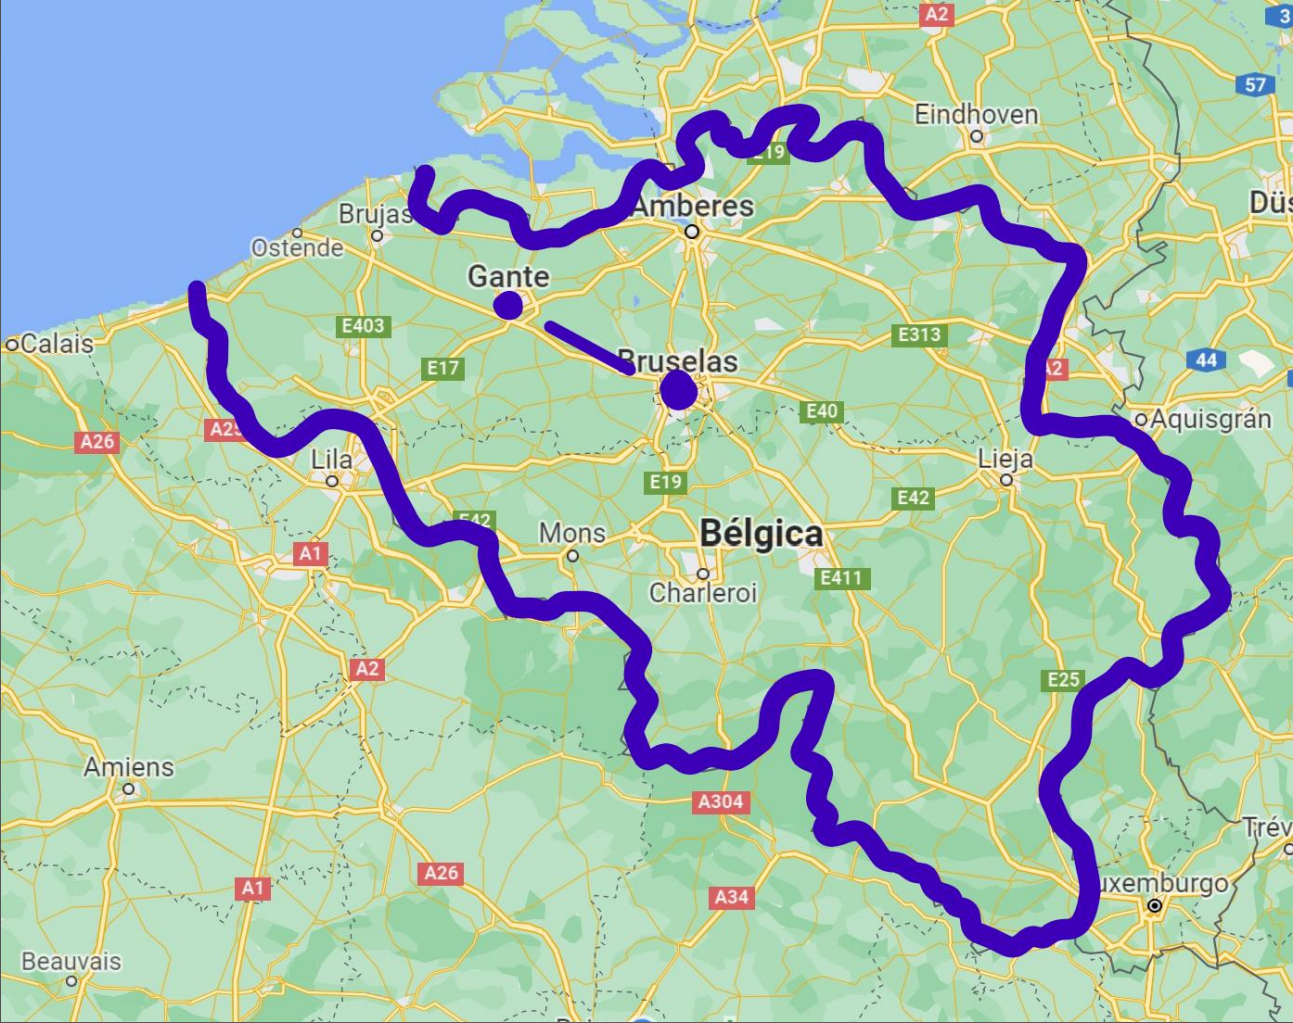 A2
3
57
Eindhoven
E19
Düs
Brujas
Amberes
Ostende
Gante
E403
E313
Calais
44
E17
Bruselas
A2
E40
Aquisgrán
A25
A26
Lila
Lieja
E19
E42
E42
Mons
Bélgica
A1
Charleroi
E411
A2
E25
Amiens
A304
Trév
A26
A1
A34
uxemburgo
Beauvais